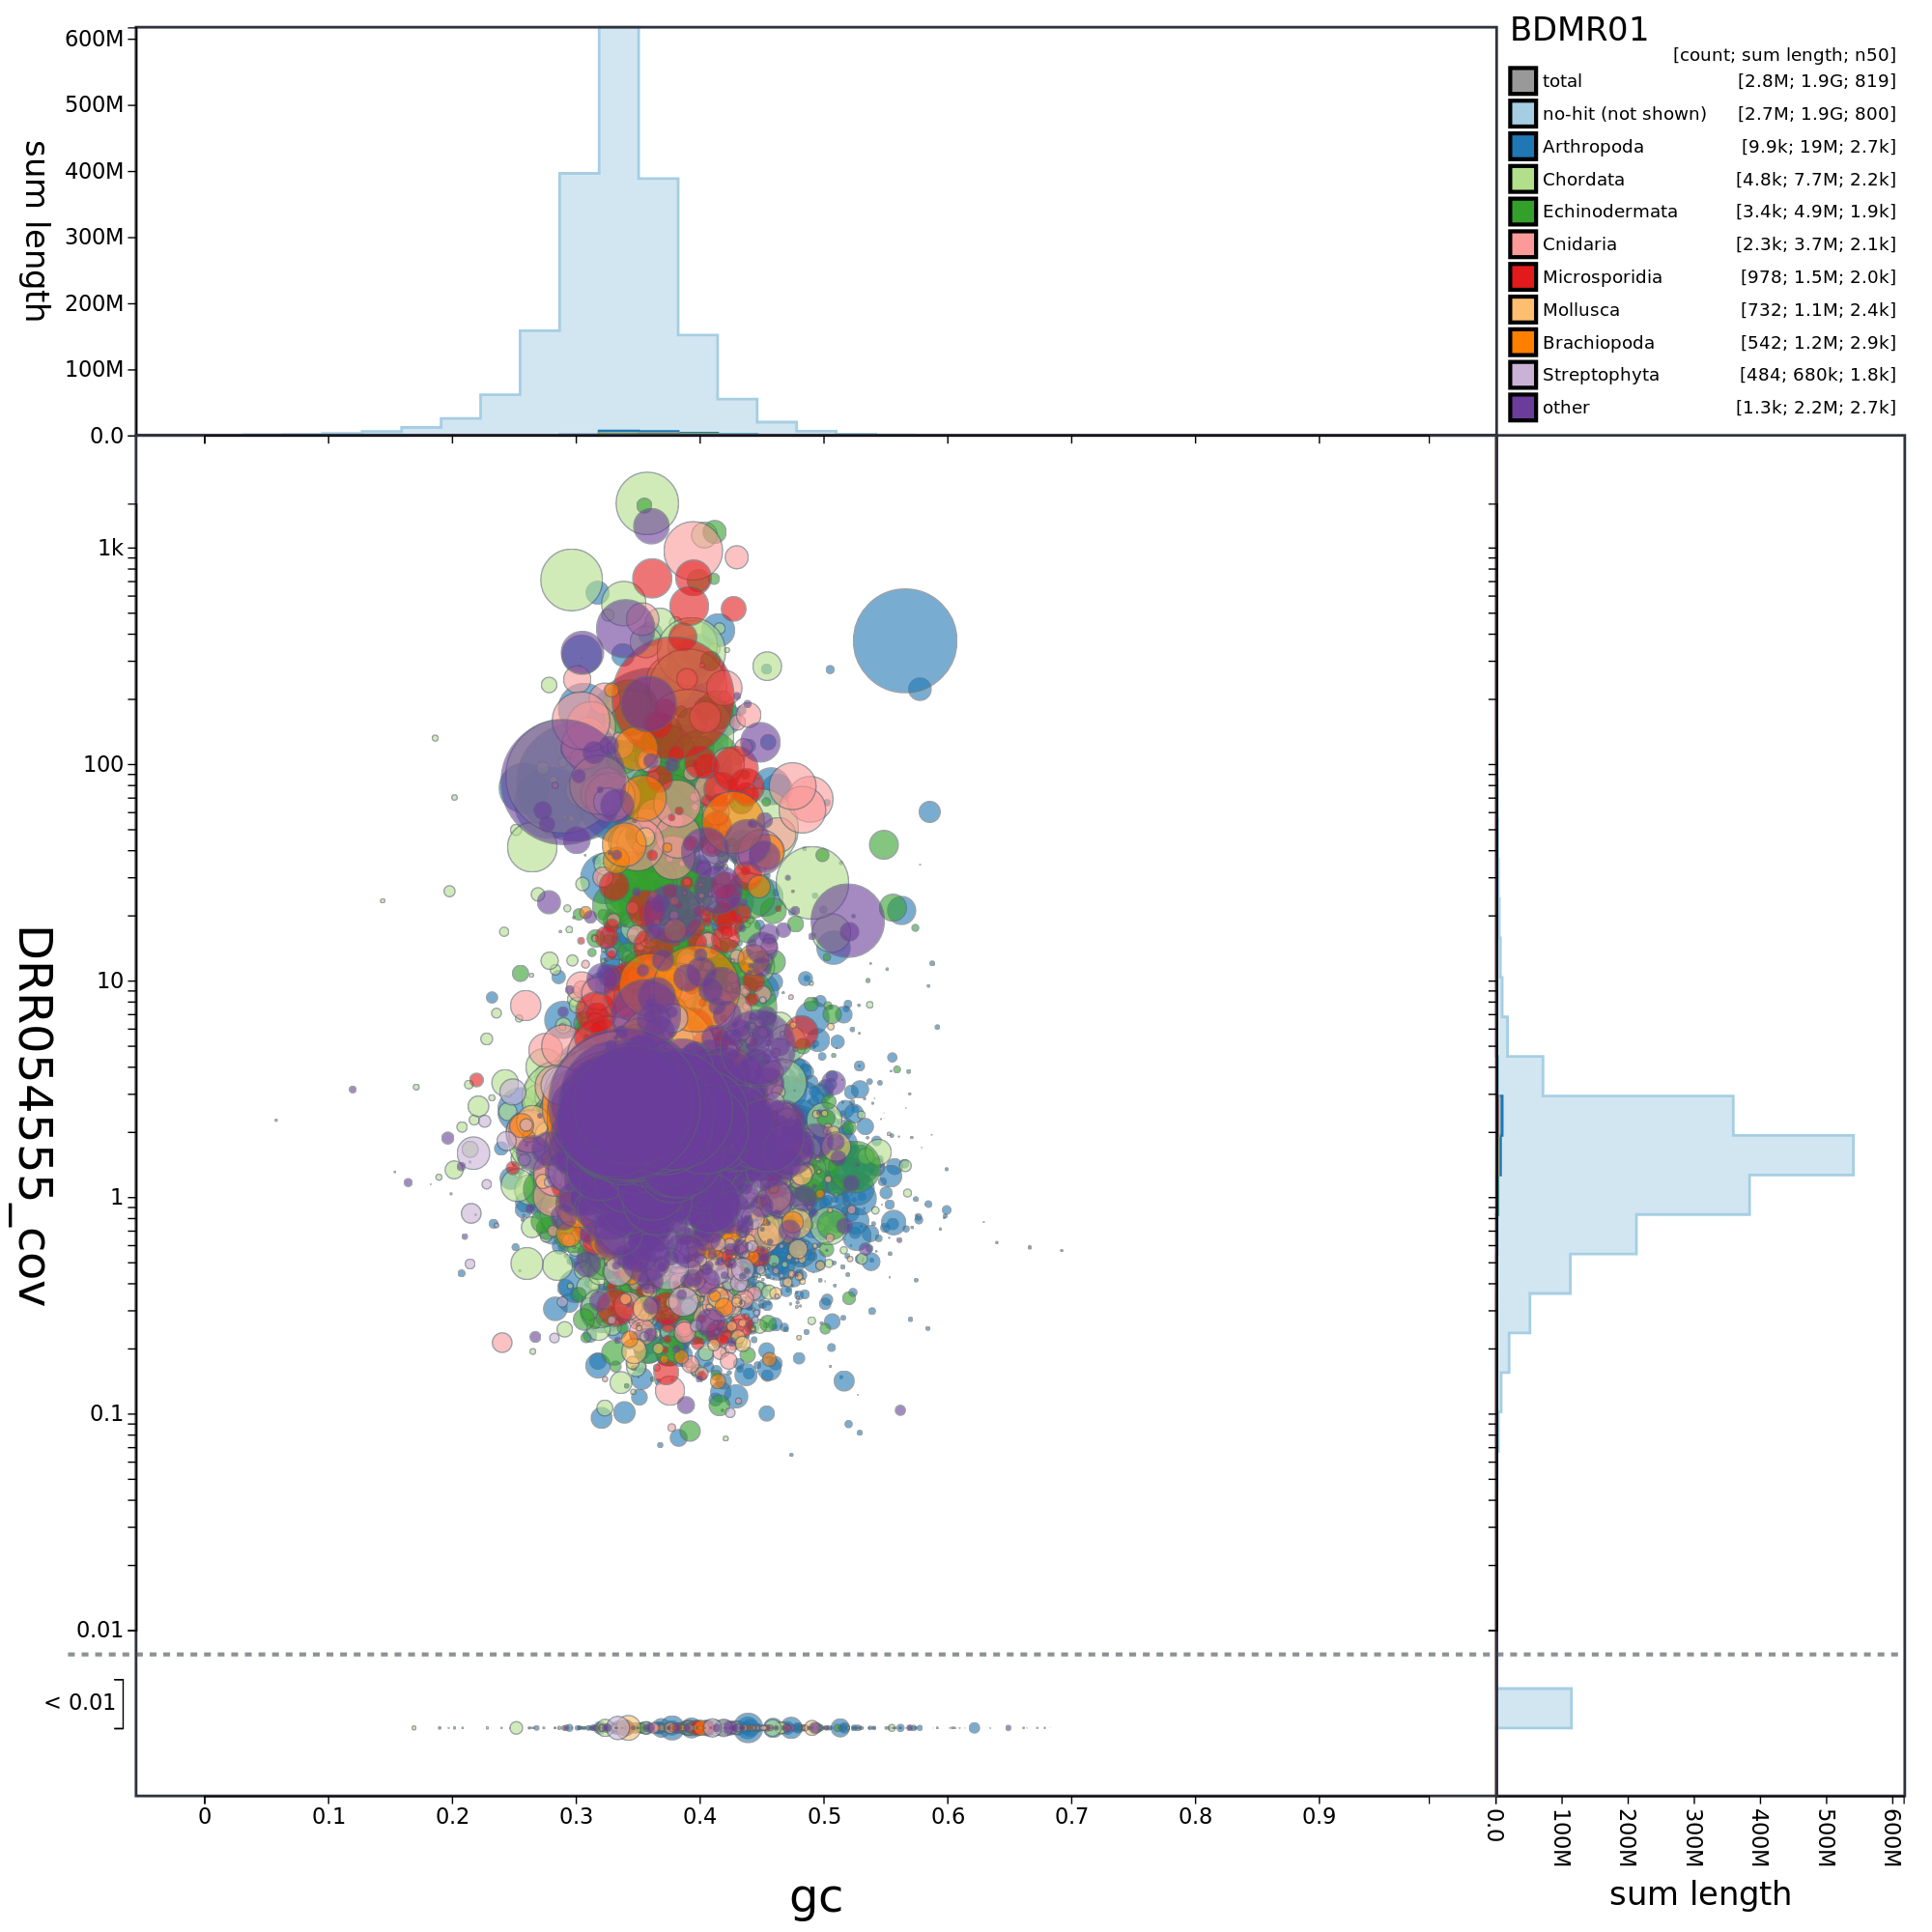 BDMR01
[count; sum length; n50]
total [2.8M; 1.9G; 819]
no-hit (not shown) [2.7M; 1.9G; 800]
Arthropoda [9.9k; 19M; 2.7k]
Chordata [4.8k; 7.7M; 2.2k]
Echinodermata [3.4k; 4.9M; 1.9k]
Cnidaria [2.3k; 3.7M; 2.1k]
Microsporidia [978; 1.5M; 2.0k]
Mollusca [732; 1.1M; 2.4k]
Brachiopoda [542; 1.2M; 2.9k]
Streptophyta [484; 680k; 1.8k]
other [1.3k; 2.2M; 2.7k]
sum length
600M
500M
400M
300M
200M
100M
0.0
DRR054555_cov
1k
100
10
1
0.1
0.01
< 0.01
0 0.1 0.2 0.3 0.4 0.5 0.6 0.7 0.8 0.9
gc
0.0 100M 200M 300M 400M 500M 600M
sum length